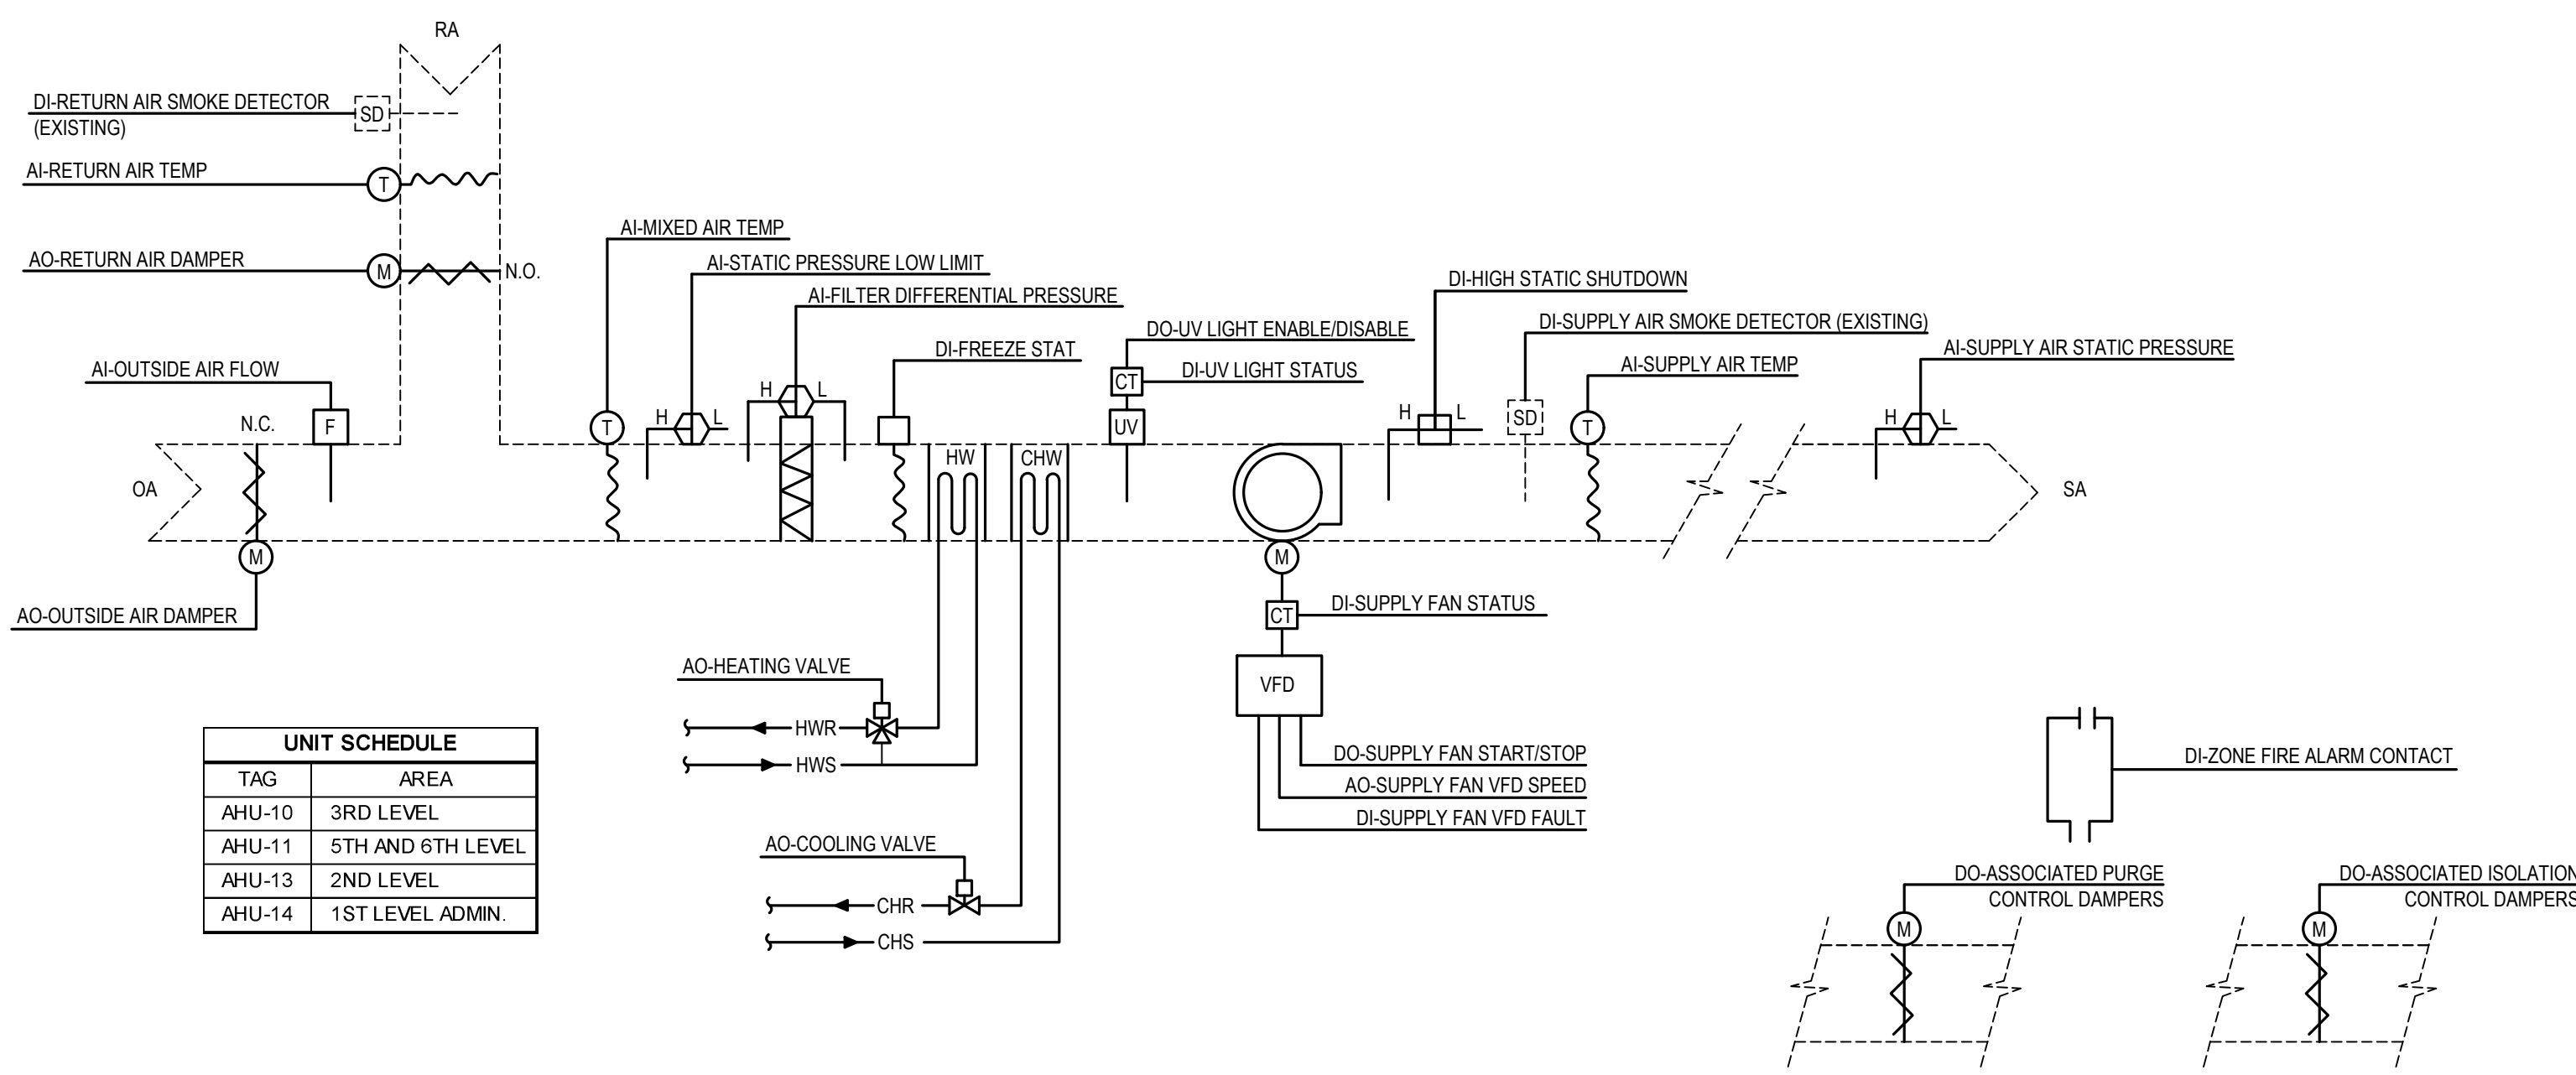 RA
DI-RETURN AIR SMOKE DETECTOR
(EXISTING)
SD
AI-RETURN AIR TEMP
T
AO-RETURN AIR DAMPER
M
N.O.
AI-MIXED AIR TEMP
AI-STATIC PRESSURE LOW LIMIT
AI-FILTER DIFFERENTIAL PRESSURE
DI-FREEZE STAT
DO-UV LIGHT ENABLE/DISABLE
DI-UV LIGHT STATUS
CT
UV
DI-HIGH STATIC SHUTDOWN
DI-SUPPLY AIR SMOKE DETECTOR (EXISTING)
AI-SUPPLY AIR TEMP
AI-SUPPLY AIR STATIC PRESSURE
AI-OUTSIDE AIR FLOW
N.C.
F
T
H
L
H
L
H
L
SD
T
H
L
OA
HW
CHW
SA
M
M
AO-OUTSIDE AIR DAMPER
CT
DI-SUPPLY FAN STATUS
VFD
AO-HEATING VALVE
HWR
HWS
DO-SUPPLY FAN START/STOP
AO-SUPPLY FAN VFD SPEED
DI-SUPPLY FAN VFD FAULT
AO-COOLING VALVE
CHR
CHS
UNIT SCHEDULE
TAG AREA
AHU-10 3RD LEVEL
AHU-11 5TH AND 6TH LEVEL
AHU-13 2ND LEVEL
AHU-14 1ST LEVEL ADMIN.
DI-ZONE FIRE ALARM CONTACT
DO-ASSOCIATED PURGE
CONTROL DAMPERS
M
DO-ASSOCIATED ISOLATION
CONTROL DAMPERS
M